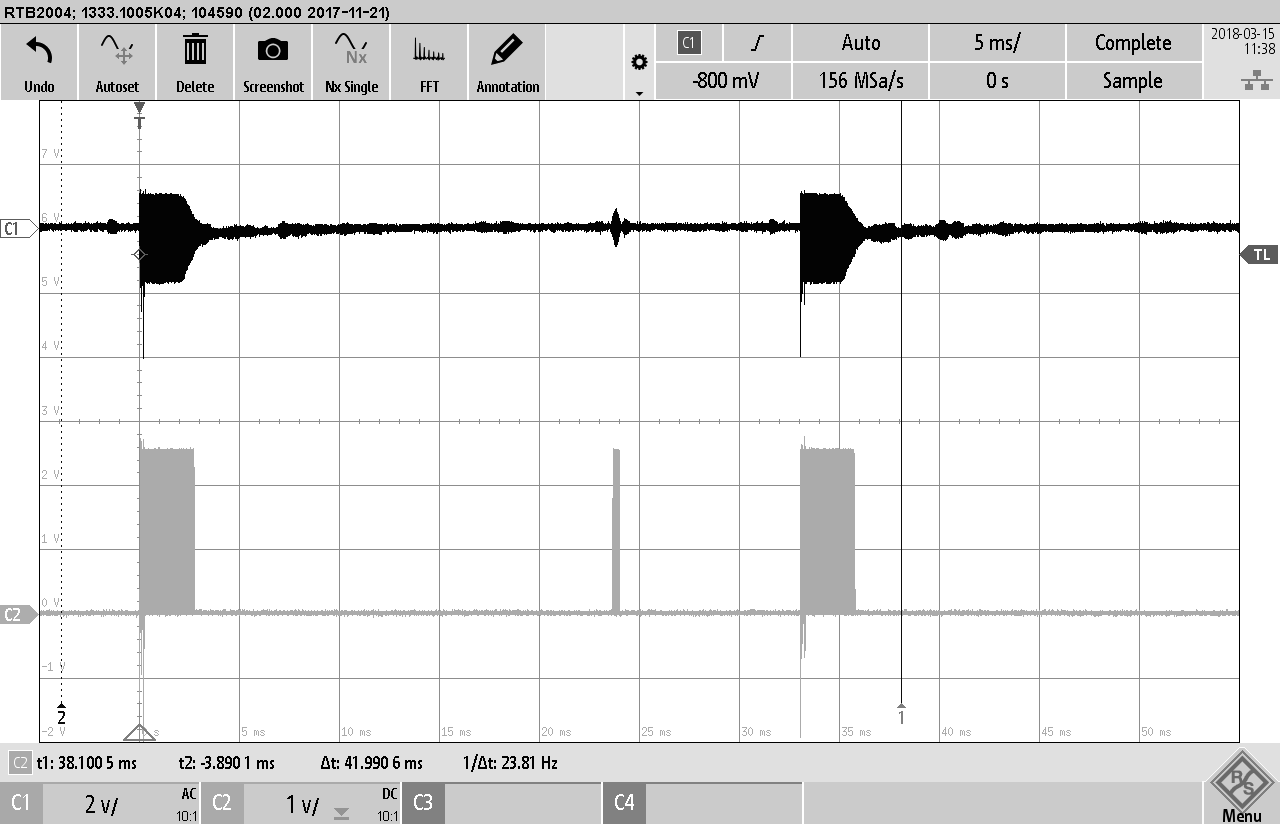 RTB2004; 1333.1005K04; 104590 (02.000 2017-11-21)
Undo
Autoset
Delete
Screenshot
Nx
Nx Single
FFT
Annotation
C1
Auto
5 ms/
Complete
2018-03-15
11:38
-800 mV
156 MSa/s
0 s
Sample
T
7 V
6 V
C1
TL
5 V
4 V
3 V
2 V
1 V
0 V
C2
-1 V
2
1
-2 V
s
5 ms
10 ms
15 ms
20 ms
25 ms
30 ms
35 ms
40 ms
45 ms
50 ms
C2 t1: 38.100 5 ms t2: -3.890 1 ms Δt: 41.990 6 ms 1/Δt: 23.81 Hz
C1 2 V/ AC 10:1
C2 1 V/ DC 10:1
C3
C4
R S
Menu